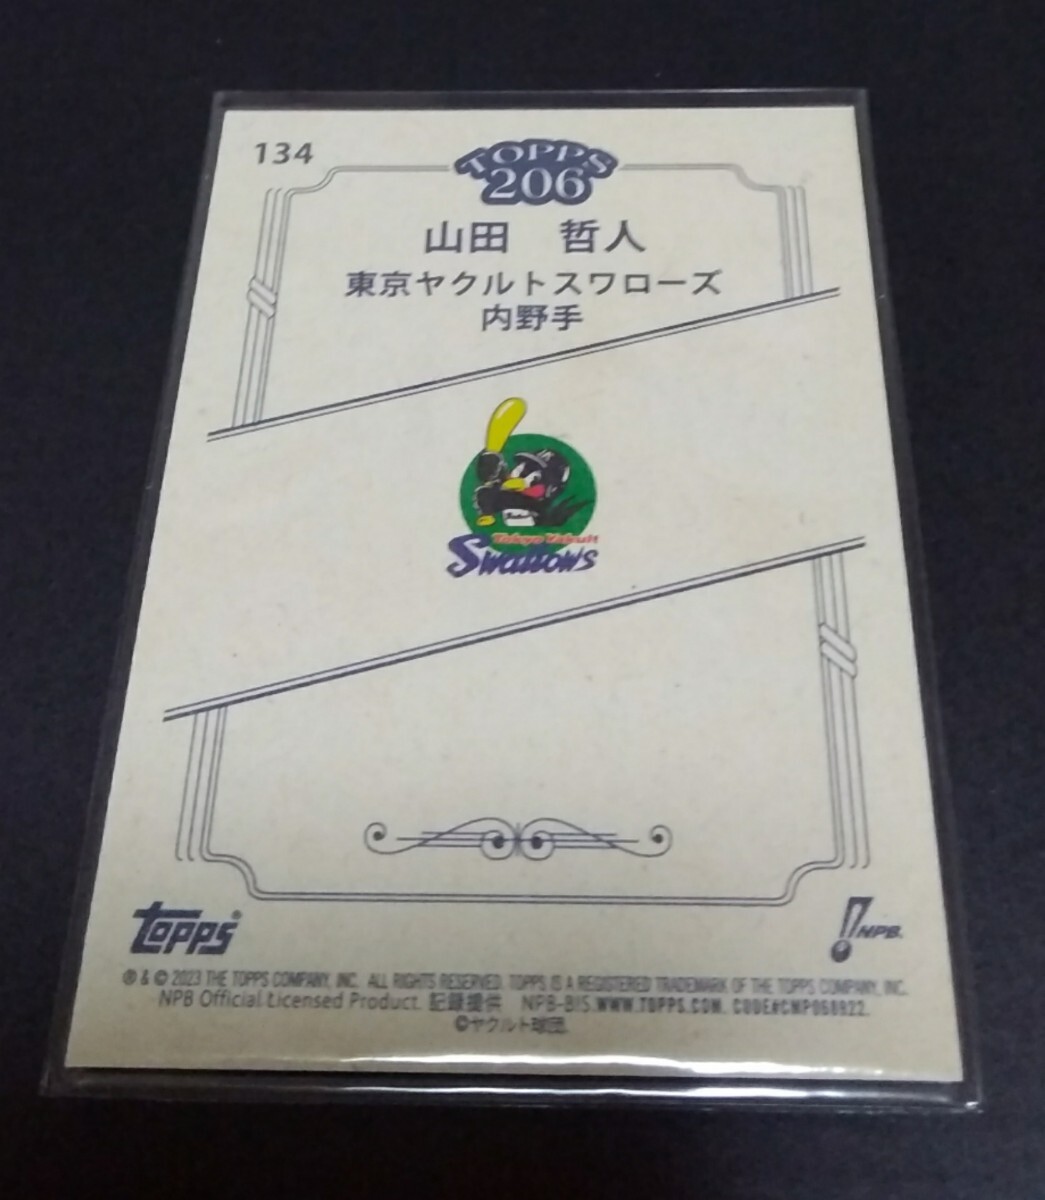 134
TOPPS
206
山田 哲人
東京ヤクルトスワローズ
内野手
Tokyo Yakult
Swallows
Topps®
NPB.
® & © 2023 THE TOPPS COMPANY, INC. ALL RIGHTS RESERVED. TOPPS IS A REGISTERED TRADEMARK OF THE TOPPS COMPANY, INC.
NPB Official Licensed Product. 記録提供 NPB-BIS WWW.TOPPS.COM. CODE#CMP068822.
©ヤクルト球団.